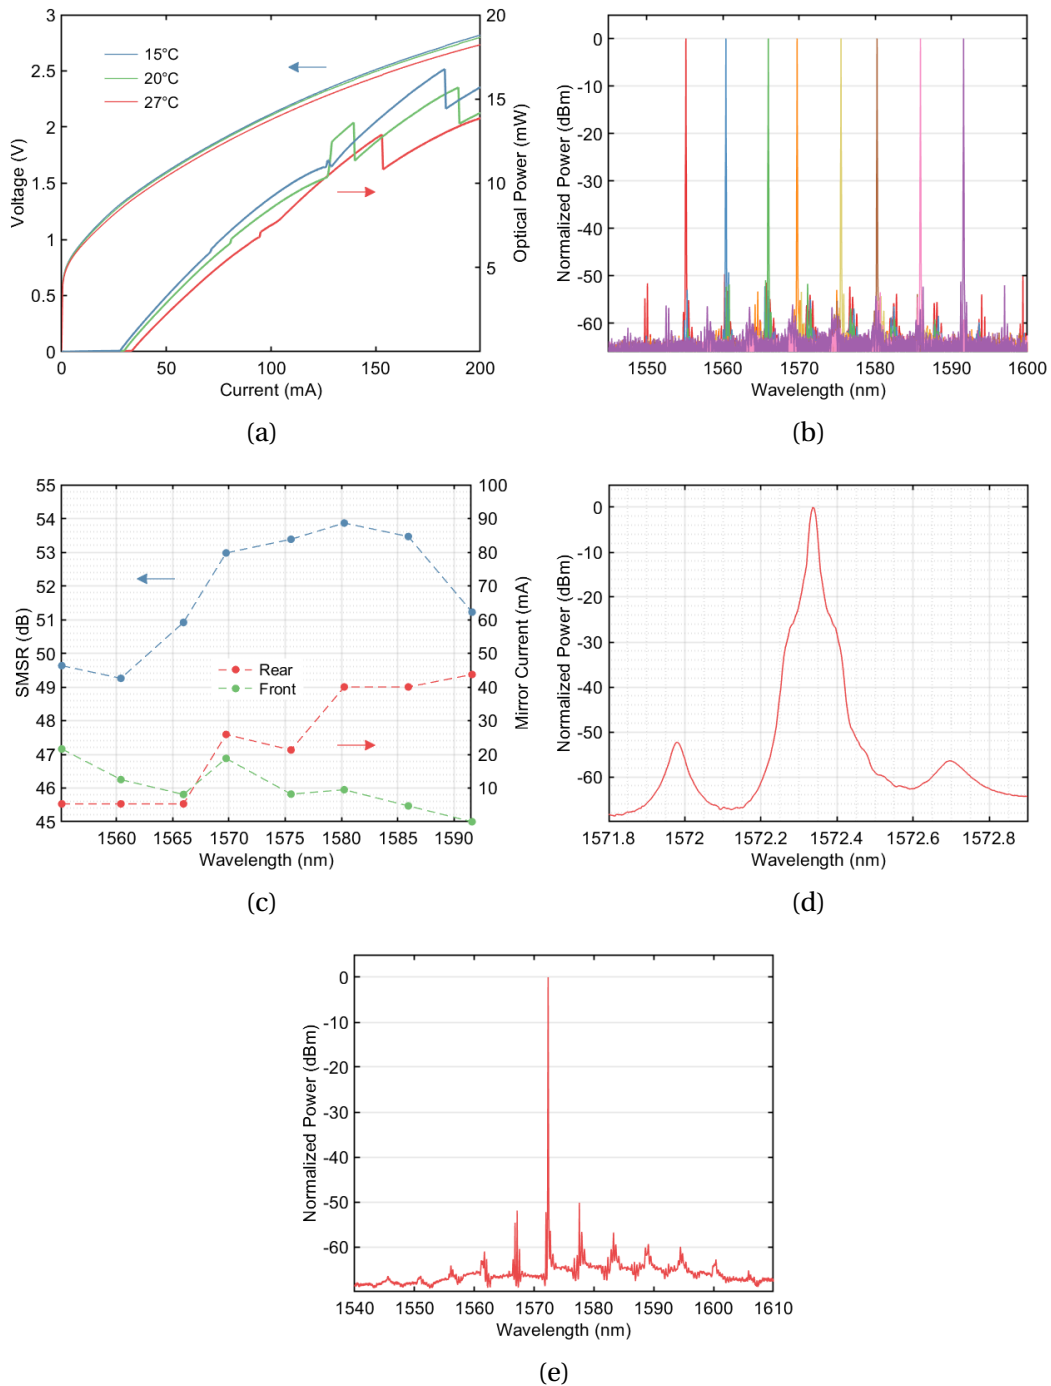 3
2.5
2
1.5
1
0.5
0
20
15
10
5
15°C
20°C
27°C
Voltage (V)
Optical Power (mW)
0 50 100 150 200
Current (mA)
(a)
0
-10
-20
-30
-40
-50
-60
Normalized Power (dBm)
1550 1560 1570 1580 1590 1600
Wavelength (nm)
(b)
55
54
53
52
51
50
49
48
47
46
45
100
90
80
70
60
50
40
30
20
10
SMSR (dB)
Mirror Current (mA)
Rear
Front
1560 1565 1570 1575 1580 1585 1590
Wavelength (nm)
(c)
0
-10
-20
-30
-40
-50
-60
Normalized Power (dBm)
1571.8 1572 1572.2 1572.4 1572.6 1572.8
Wavelength (nm)
(d)
0
-10
-20
-30
-40
-50
-60
Normalized Power (dBm)
1540 1550 1560 1570 1580 1590 1600 1610
Wavelength (nm)
(e)